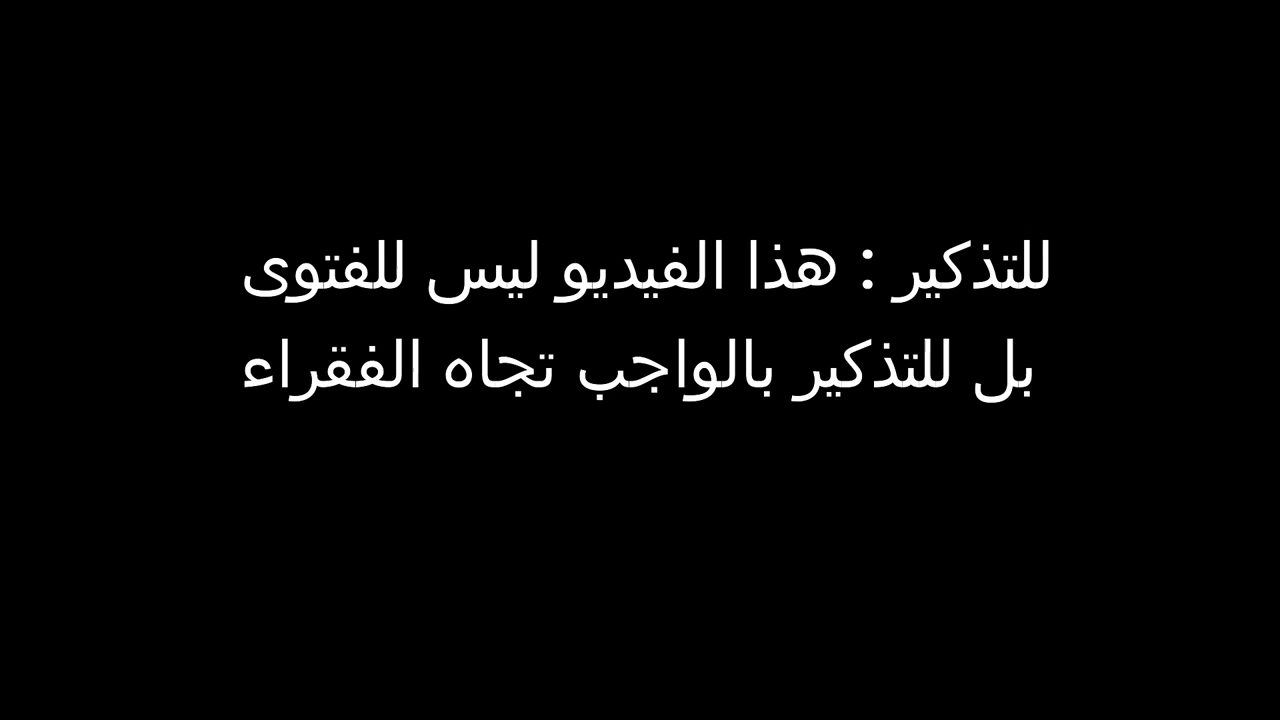 للتذكير : هذا الفيديو ليس للفتوى
بل للتذكير بالواجب تجاه الفقراء